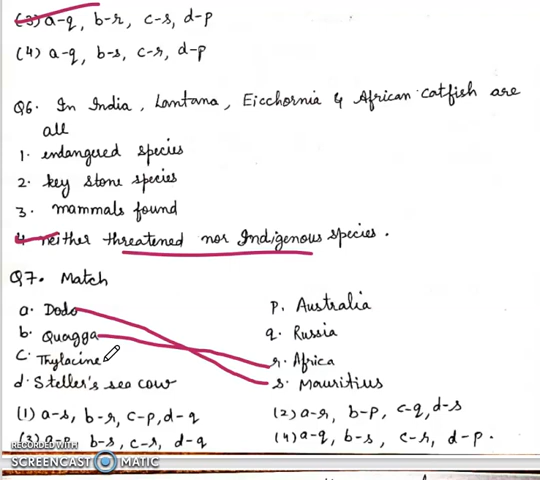 (3) a-q, b-r, c-s, d-p
(4) a-q, b-s, c-r, d-p
Q6. In India, Lantana, Eicchornia & African catfish are
all
1. endangered species
2. key stone species
3. mammals found
4. neither threatened nor Indigenous species.
Q7. Match
a. Dodo p. Australia
b. Quagga q. Russia
c. Thylacine r. Africa
d. Steller's sea cow s. Mauritius
(1) a-s, b-r, c-p, d-q (2) a-r, b-p, c-q, d-s
(3) a-p, b-s, c-r, d-q (4) a-q, b-s, c-r, d-p.
RECORDED WITH
SCREENCAST MATIC